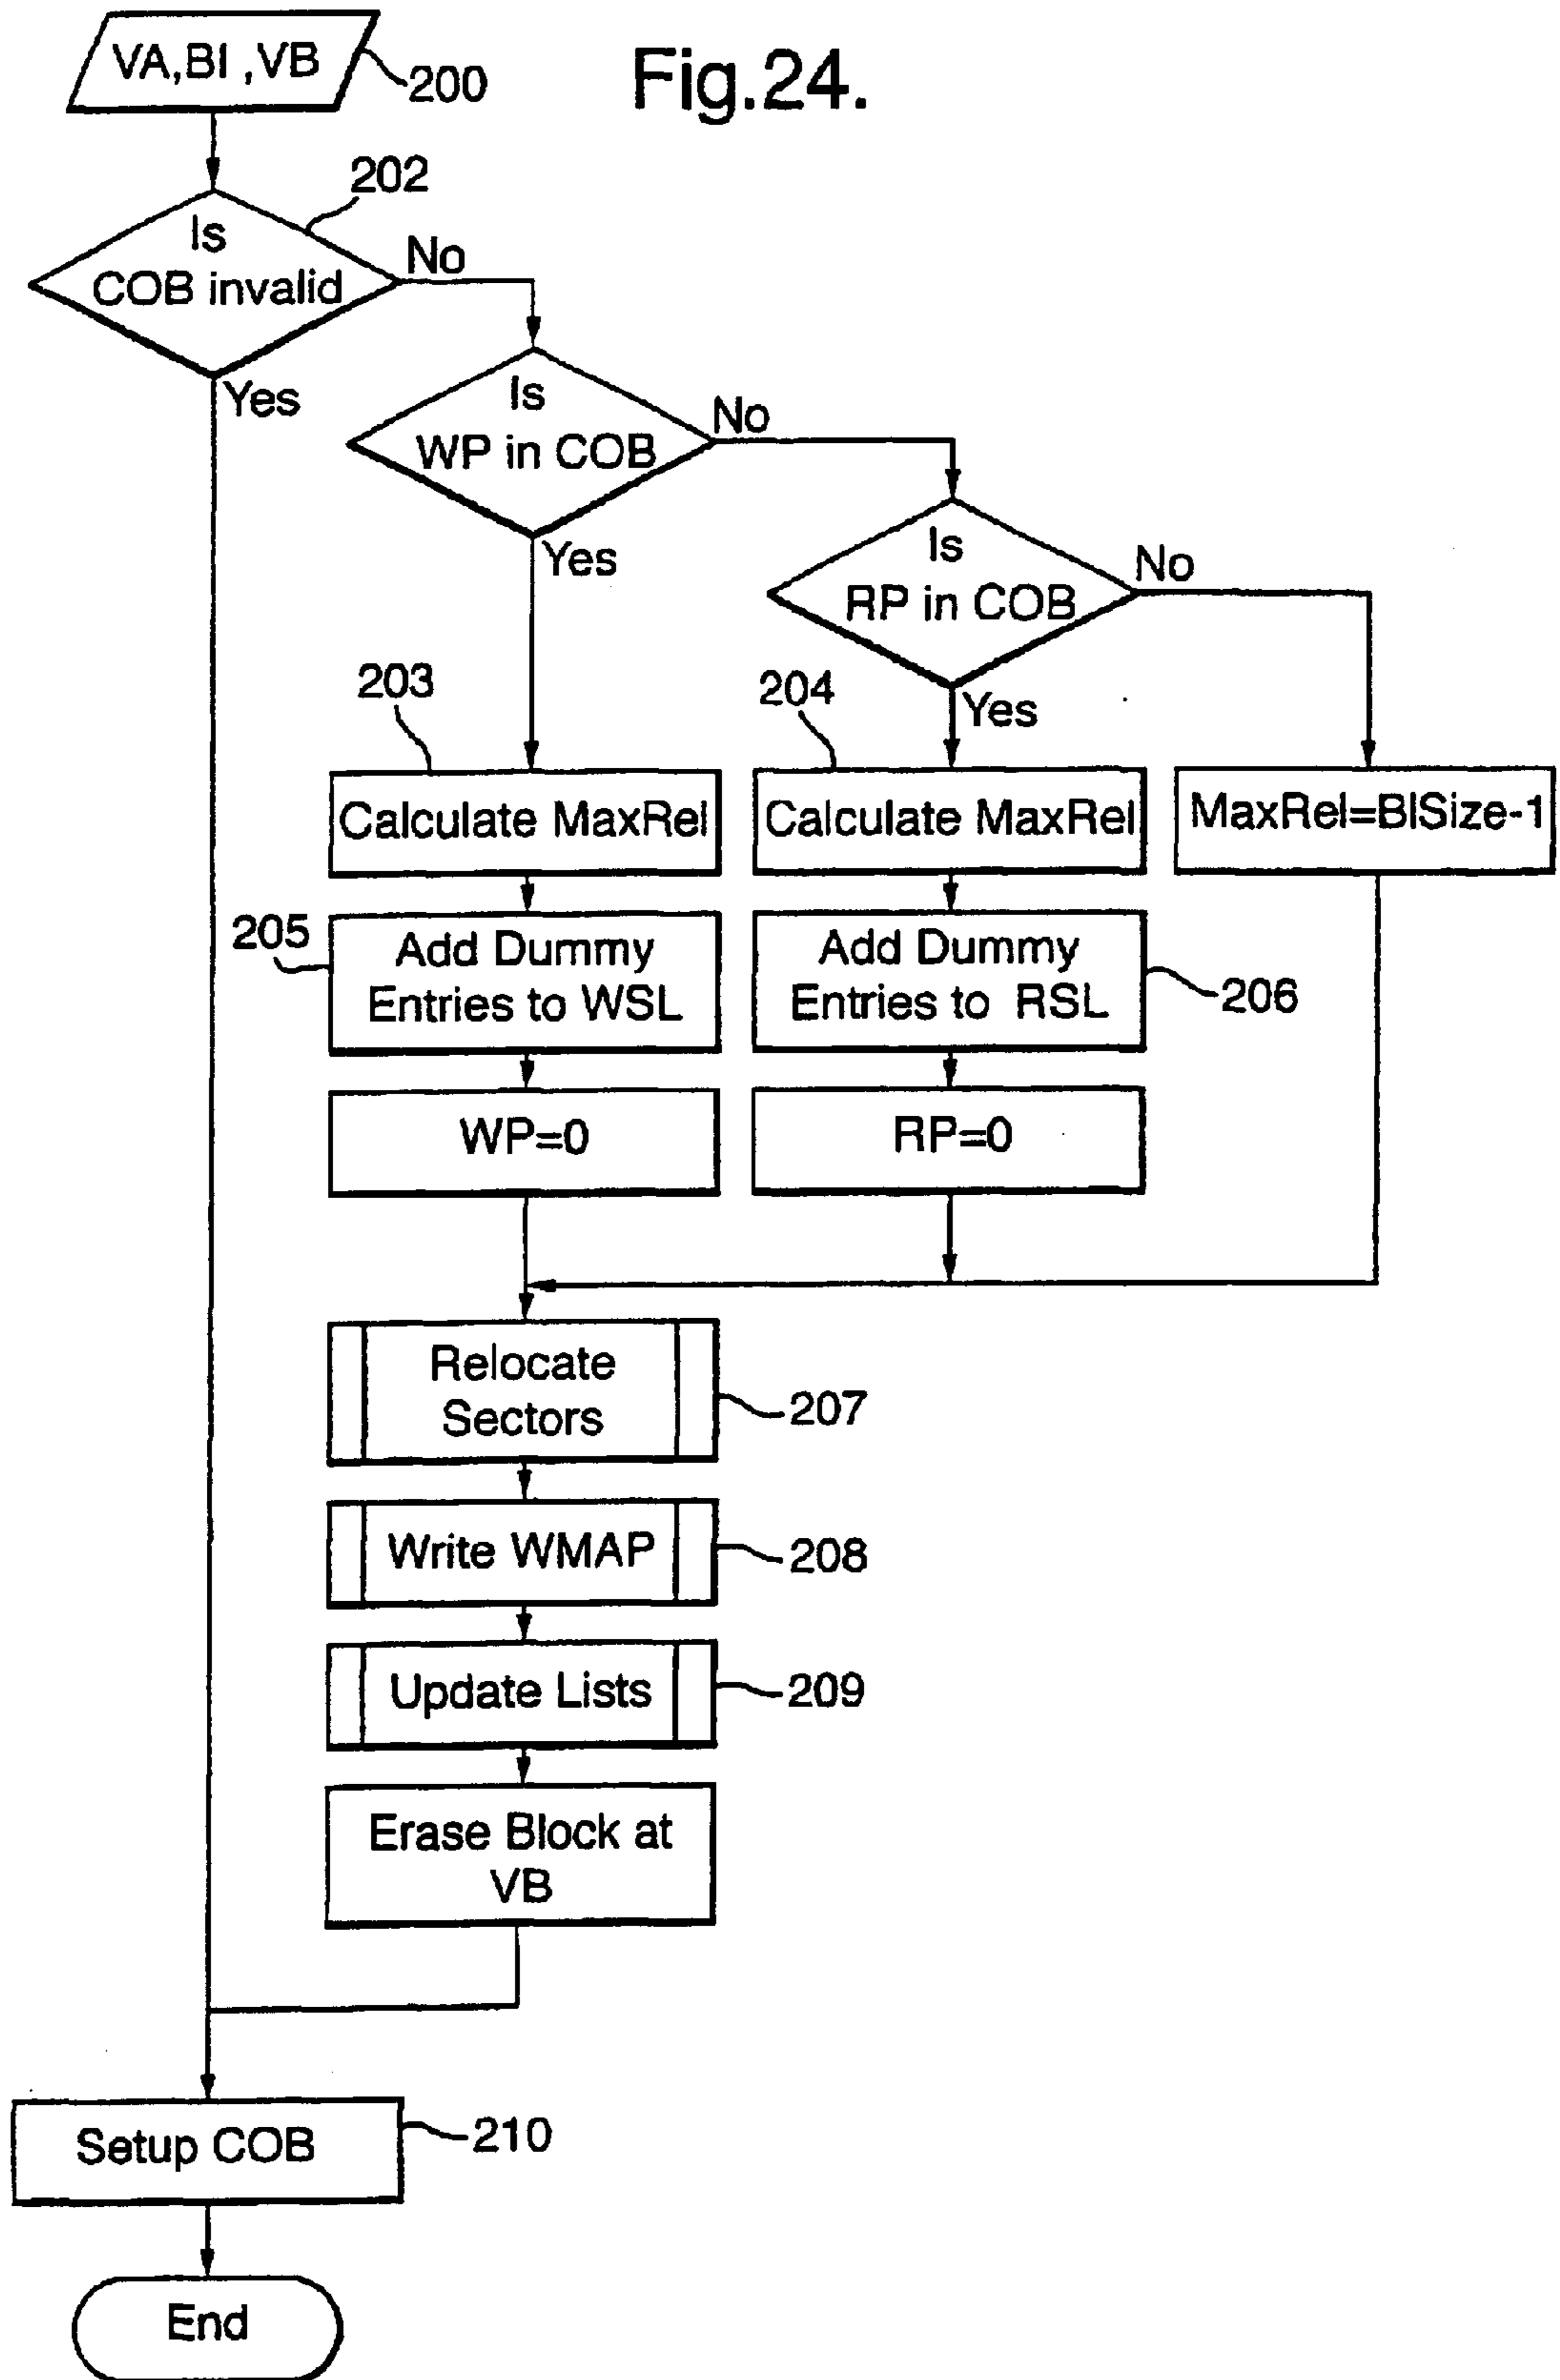 Fig.24.
VA,BI ,VB
200
202
Is
COB invalid
No
Yes
Is
WP in COB
No
Yes
Is
RP in COB
No
Yes
203
204
Calculate MaxRel
Calculate MaxRel
MaxRel=BISize-1
205
Add Dummy
Entries to WSL
Add Dummy
Entries to RSL
206
WP=0
RP=0
Relocate
Sectors
207
Write WMAP
208
Update Lists
209
Erase Block at
VB
Setup COB
210
End